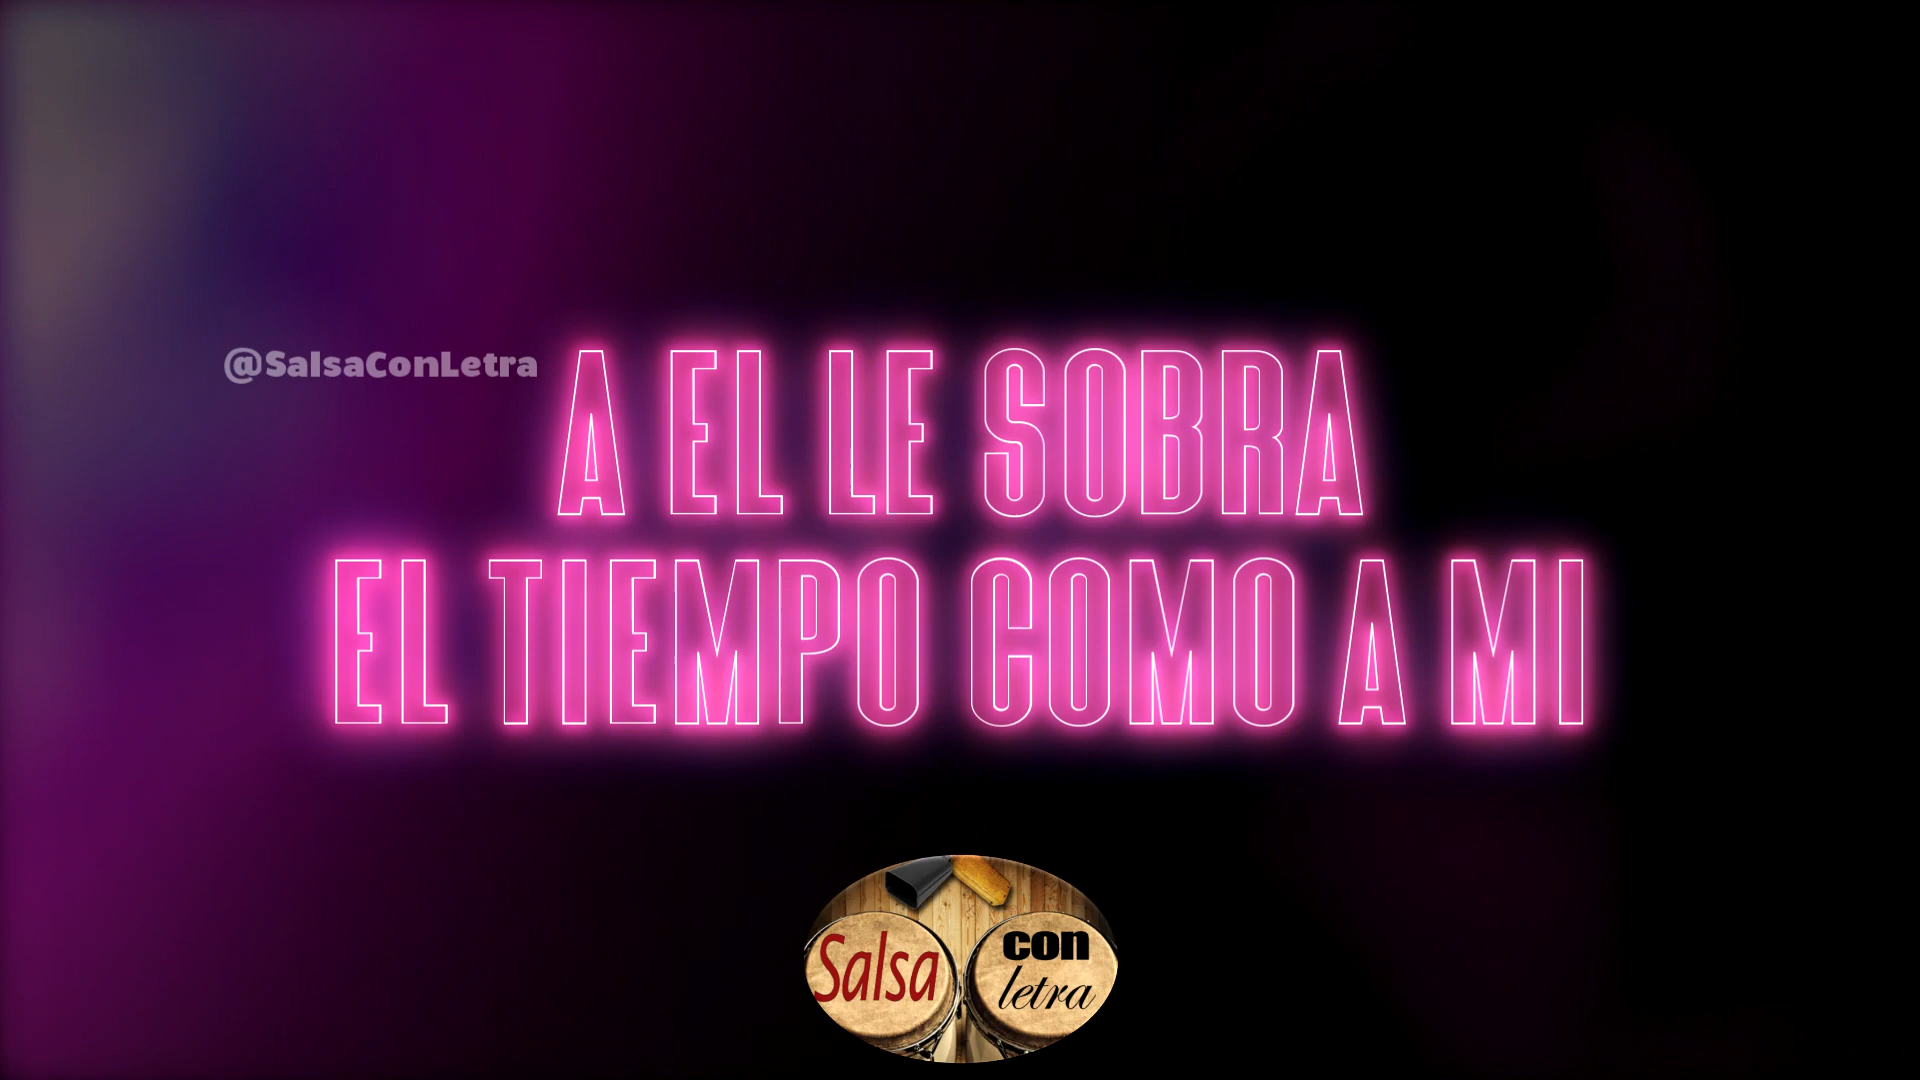 @SalsaConLetra
A EL LE SOBRA
EL TIEMPO COMO A MI
Salsa
con
letra